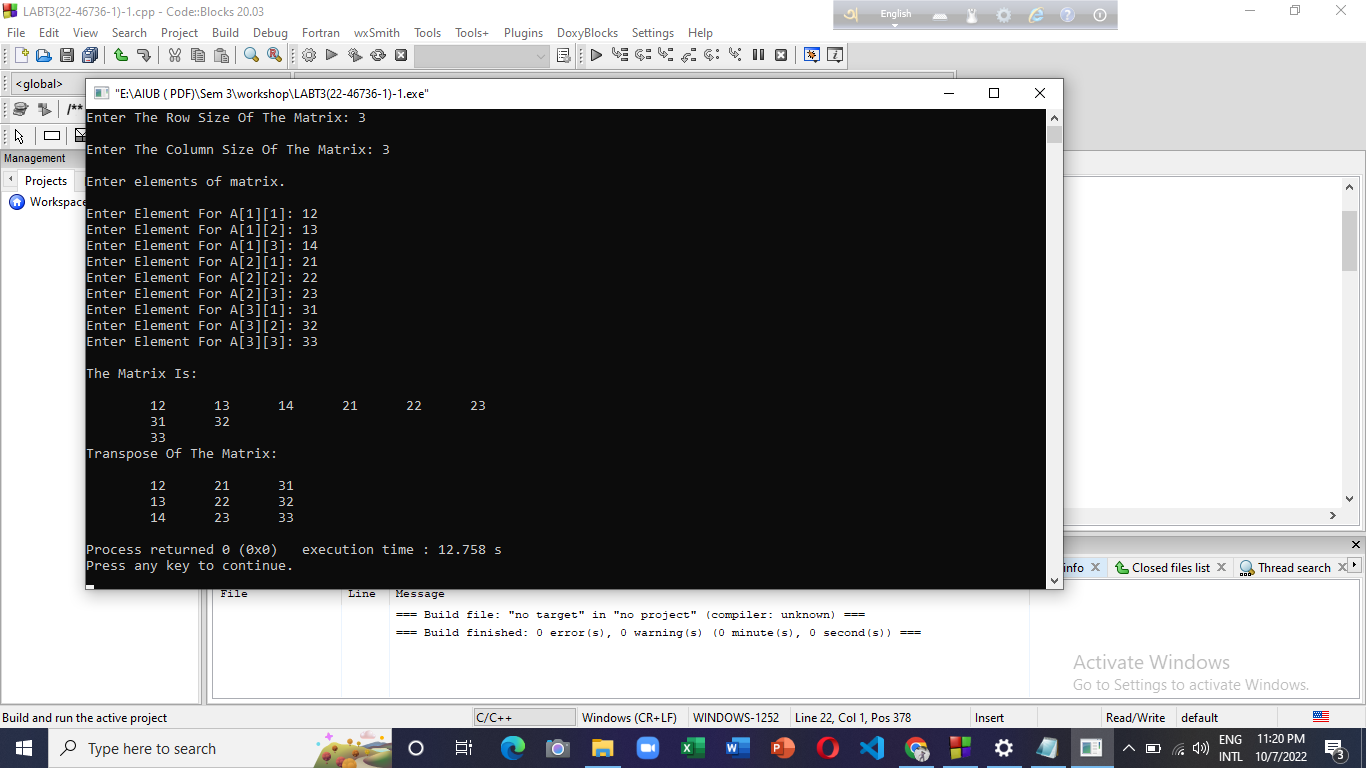 LABT3(22-46736-1)-1.cpp - Code::Blocks 20.03
English
File Edit View Search Project Build Debug Fortran wxSmith Tools Tools+ Plugins DoxyBlocks Settings Help
<global>
"E:\AIUB ( PDF)\Sem 3\workshop\LABT3(22-46736-1)-1.exe"
/**
Management
Projects
Workspace
Enter The Row Size Of The Matrix: 3
Enter The Column Size Of The Matrix: 3
Enter elements of matrix.
Enter Element For A[1][1]: 12
Enter Element For A[1][2]: 13
Enter Element For A[1][3]: 14
Enter Element For A[2][1]: 21
Enter Element For A[2][2]: 22
Enter Element For A[2][3]: 23
Enter Element For A[3][1]: 31
Enter Element For A[3][2]: 32
Enter Element For A[3][3]: 33
The Matrix Is:
12 13 14 21 22 23
31 32
33
Transpose Of The Matrix:
12 21 31
13 22 32
14 23 33
Process returned 0 (0x0) execution time : 12.758 s
Press any key to continue.
info Closed files list Thread search
File Line Message
=== Build file: "no target" in "no project" (compiler: unknown) ===
=== Build finished: 0 error(s), 0 warning(s) (0 minute(s), 0 second(s)) ===
Activate Windows
Go to Settings to activate Windows.
Build and run the active project C/C++ Windows (CR+LF) WINDOWS-1252 Line 22, Col 1, Pos 378 Insert Read/Write default
Type here to search
ENG
INTL
11:20 PM
10/7/2022
3